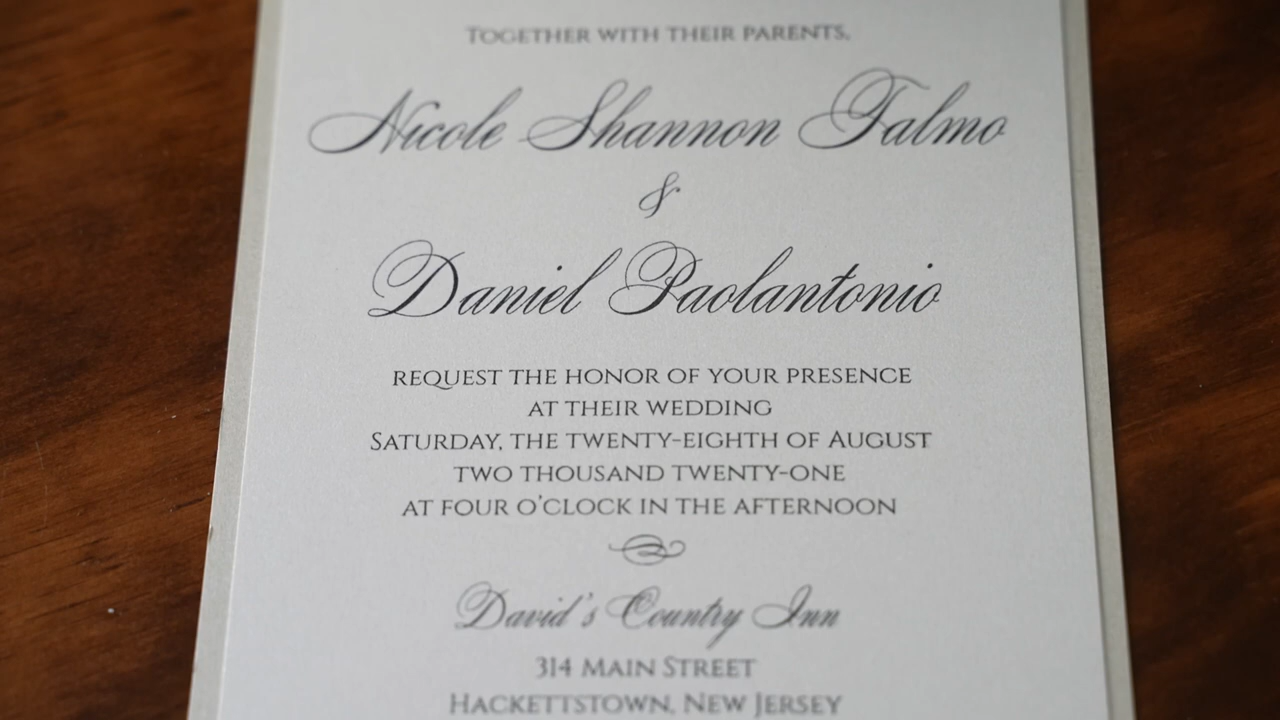 Together with their parents,
Nicole Shannon Talmo
&
Daniel Paolantonio
request the honor of your presence
at their wedding
Saturday, the twenty-eighth of August
two thousand twenty-one
at four o'clock in the afternoon
David's Country Inn
314 Main Street
Hackettstown, New Jersey